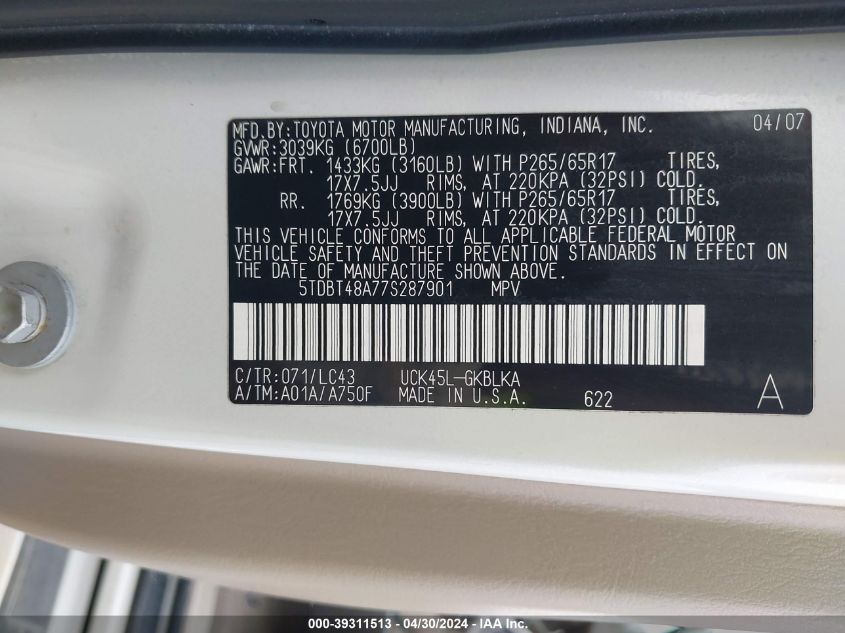 MFD.BY:TOYOTA MOTOR MANUFACTURING, INDIANA, INC. 04/07
GVWR:3039KG (6700LB)
GAWR:FRT. 1433KG (3160LB) WITH P265/65R17 TIRES,
17X7.5JJ RIMS, AT 220KPA (32PSI) COLD.
RR. 1769KG (3900LB) WITH P265/65R17 TIRES,
17X7.5JJ RIMS, AT 220KPA (32PSI) COLD.
THIS VEHICLE CONFORMS TO ALL APPLICABLE FEDERAL MOTOR
VEHICLE SAFETY AND THEFT PREVENTION STANDARDS IN EFFECT ON
THE DATE OF MANUFACTURE SHOWN ABOVE.
5TDBT48A77S287901 MPV
C/TR:071/LC43 UCK45L-GKBLKA
A/TM:A01A/A750F MADE IN U.S.A. 622 A
000-39311513 - 04/30/2024 - IAA Inc.